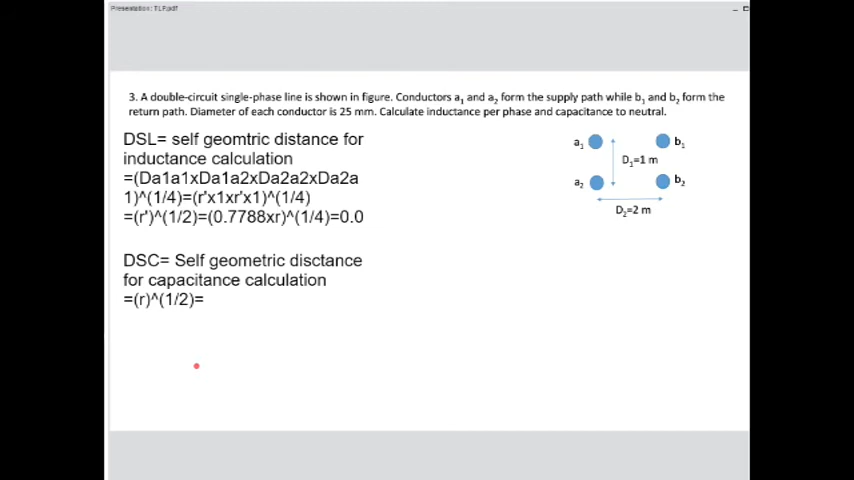 Presentation: TLP.pdf
3. A double-circuit single-phase line is shown in figure. Conductors a₁ and a₂ form the supply path while b₁ and b₂ form the
return path. Diameter of each conductor is 25 mm. Calculate inductance per phase and capacitance to neutral.
DSL= self geomtric distance for
inductance calculation
=(Da1a1xDa1a2xDa2a2xDa2a
1)^(1/4)=(r'x1xr'x1)^(1/4)
=(r')^(1/2)=(0.7788xr)^(1/4)=0.0
DSC= Self geometric disctance
for capacitance calculation
=(r)^(1/2)=
a₁ b₁
D₁=1 m
a₂ b₂
D₂=2 m